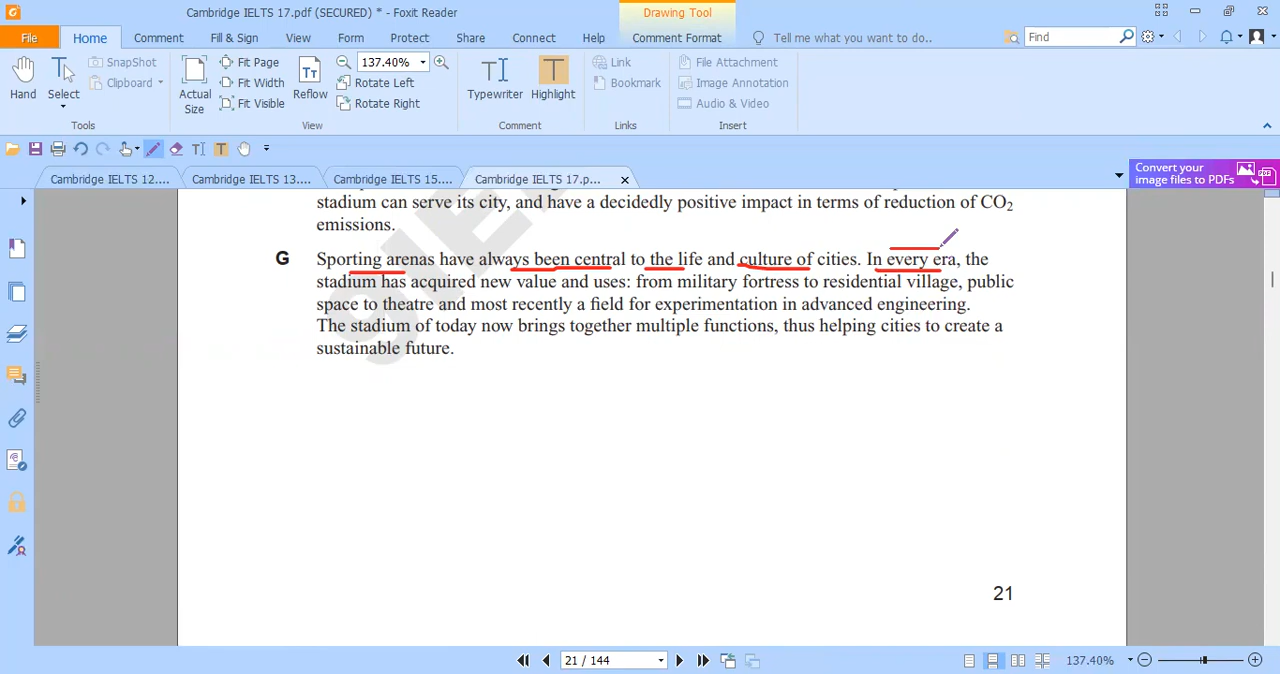 Cambridge IELTS 17.pdf (SECURED) * - Foxit Reader
Drawing Tool
File Home Comment Fill & Sign View Form Protect Share Connect Help Comment Format Tell me what you want to do.. Find
Hand
Select
SnapShot
Clipboard
Tools
Actual
Size
Fit Page
Fit Width
Fit Visible
Reflow
137.40%
Rotate Left
Rotate Right
View
Typewriter
Highlight
Comment
Link
Bookmark
Links
File Attachment
Image Annotation
Audio & Video
Insert
Cambridge IELTS 12.... Cambridge IELTS 13.... Cambridge IELTS 15.... Cambridge IELTS 17.p...
Convert your
image files to PDFs
stadium can serve its city, and have a decidedly positive impact in terms of reduction of CO2
emissions.
G Sporting arenas have always been central to the life and culture of cities. In every era, the
stadium has acquired new value and uses: from military fortress to residential village, public
space to theatre and most recently a field for experimentation in advanced engineering.
The stadium of today now brings together multiple functions, thus helping cities to create a
sustainable future.
21
21 / 144
137.40%